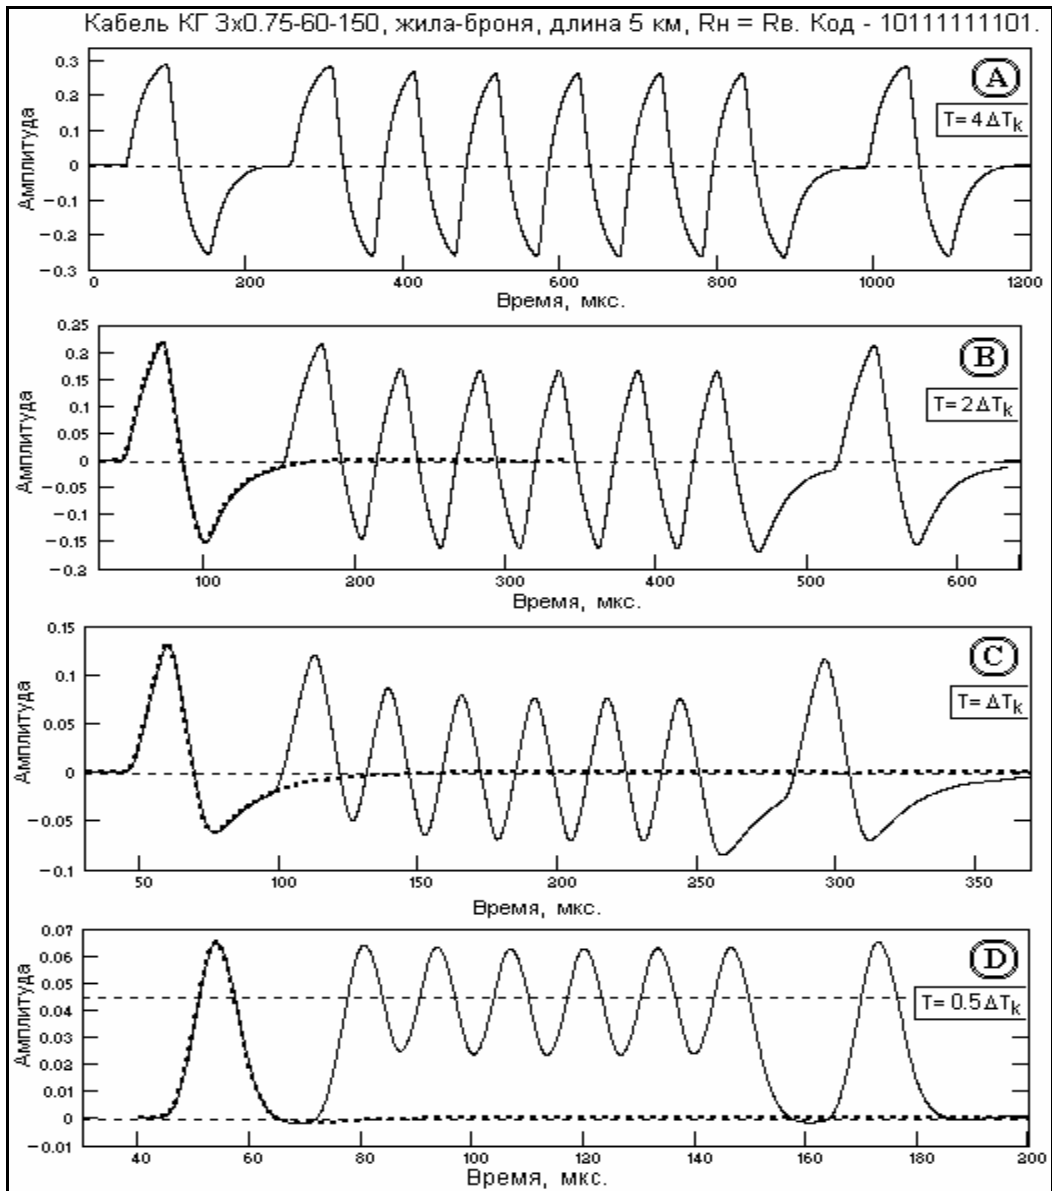 Кабель КГ 3х0.75-60-150, жила-броня, длина 5 км, Rн = Rв. Код - 10111111101.
Амплитуда
0.3
0.2
0.1
0
−0.1
−0.2
−0.3
A
T= 4ΔTk
0 200 400 600 800 1000 1200
Время, мкс.
Амплитуда
0.25
0.2
0.15
0.1
0.05
0
−0.05
−0.1
−0.15
−0.2
B
T= 2ΔTk
100 200 300 400 500 600
Время, мкс.
Амплитуда
0.15
0.1
0.05
0
−0.05
−0.1
C
T= ΔTk
50 100 150 200 250 300 350
Время, мкс.
Амплитуда
0.07
0.06
0.05
0.04
0.03
0.02
0.01
0
−0.01
D
T= 0.5ΔTk
40 60 80 100 120 140 160 180 200
Время, мкс.